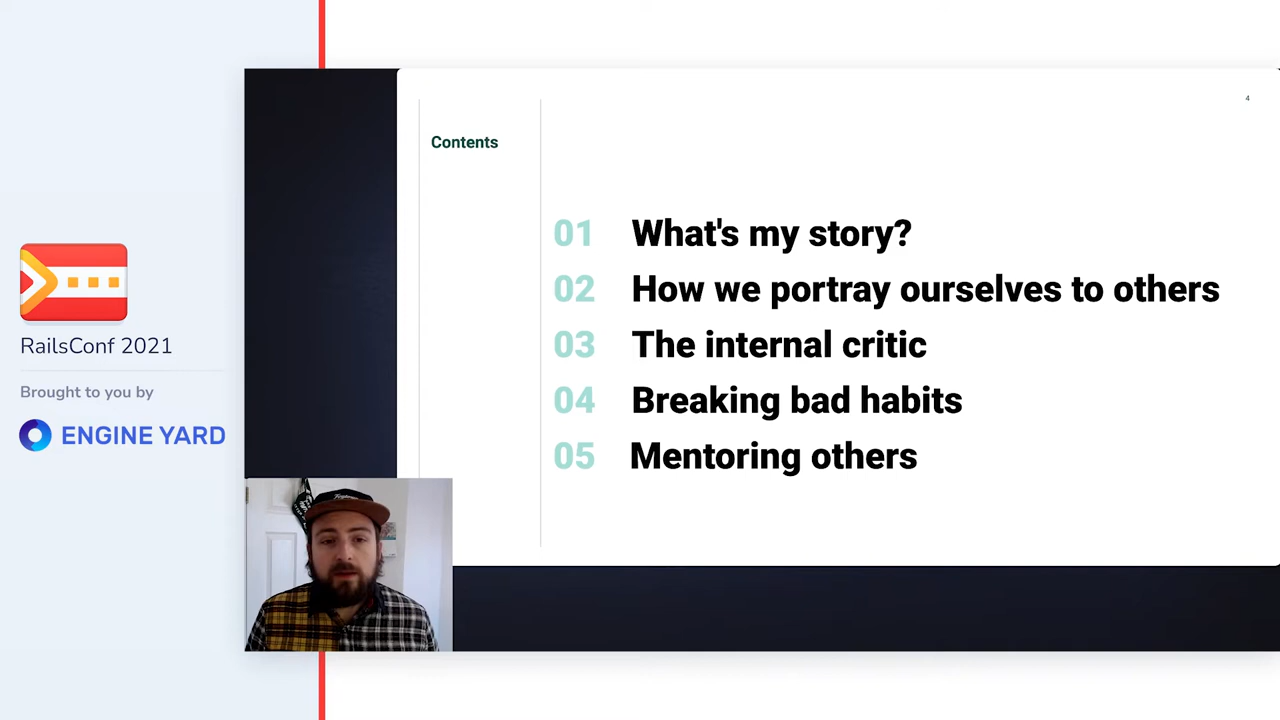 4
Contents
01 What's my story?
02 How we portray ourselves to others
03 The internal critic
04 Breaking bad habits
05 Mentoring others
RailsConf 2021
Brought to you by
ENGINE YARD